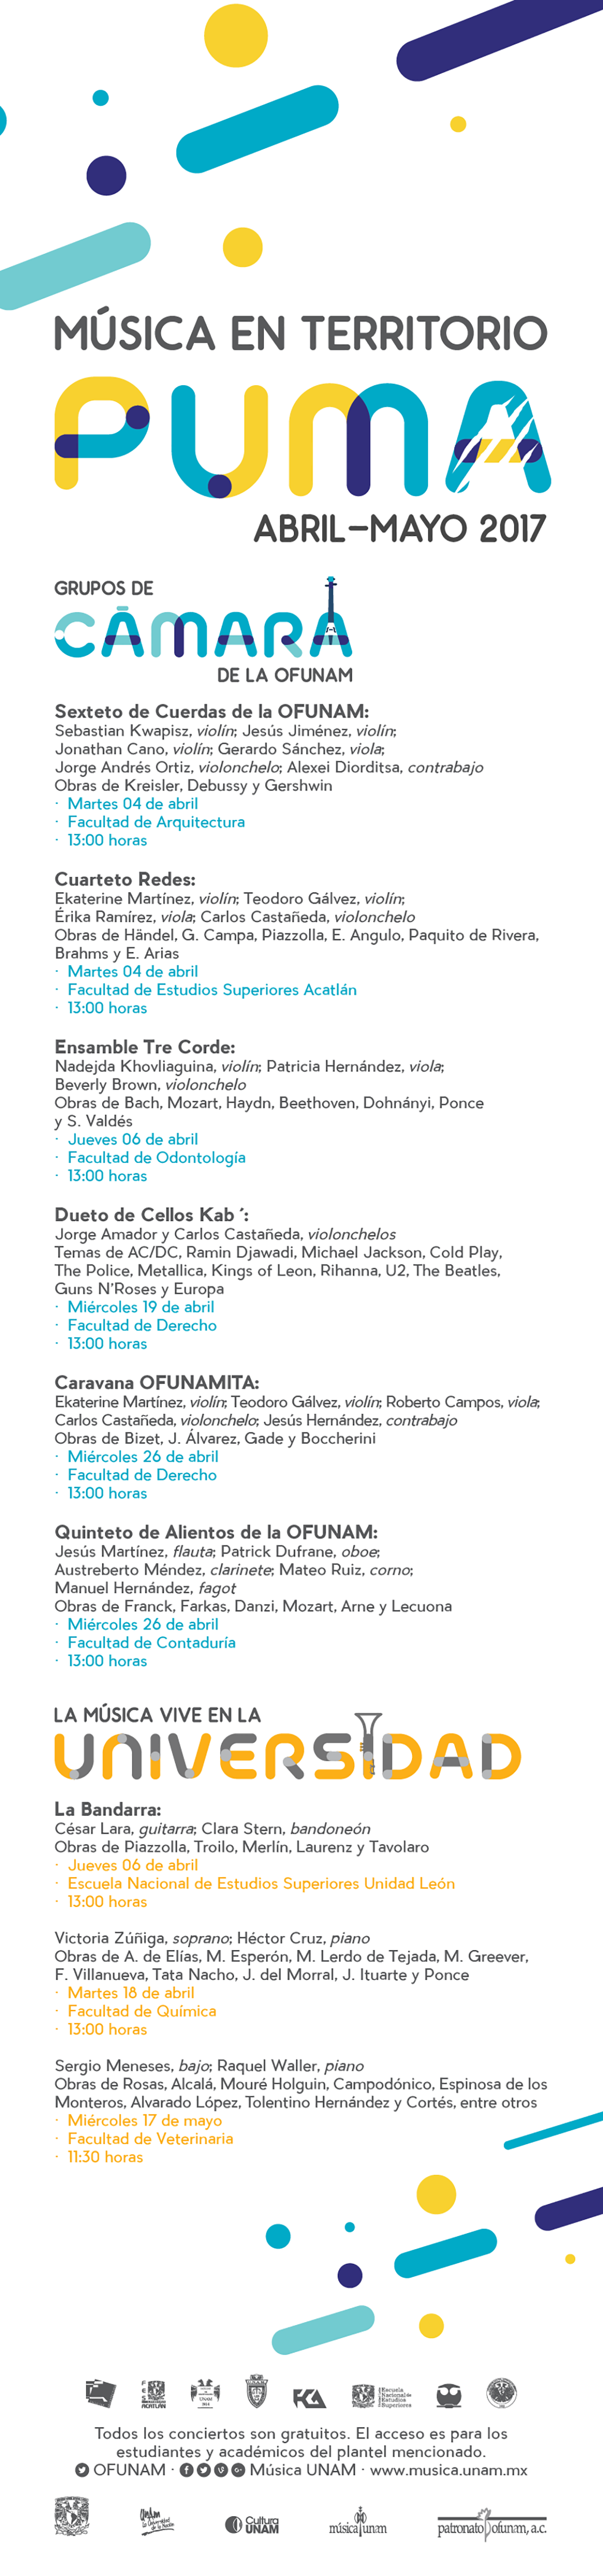 MÚSICA EN TERRITORIO
PUMA
ABRIL–MAYO 2017
GRUPOS DE
CÁMARA
DE LA OFUNAM
Sexteto de Cuerdas de la OFUNAM:
Sebastian Kwapisz, violín; Jesús Jiménez, violín;
Jonathan Cano, violín; Gerardo Sánchez, viola;
Jorge Andrés Ortiz, violonchelo; Alexei Diorditsa, contrabajo
Obras de Kreisler, Debussy y Gershwin
· Martes 04 de abril
· Facultad de Arquitectura
· 13:00 horas
Cuarteto Redes:
Ekaterine Martínez, violín; Teodoro Gálvez, violín;
Érika Ramírez, viola; Carlos Castañeda, violonchelo
Obras de Händel, G. Campa, Piazzolla, E. Angulo, Paquito de Rivera,
Brahms y E. Arias
· Martes 04 de abril
· Facultad de Estudios Superiores Acatlán
· 13:00 horas
Ensamble Tre Corde:
Nadejda Khovliaguina, violín; Patricia Hernández, viola;
Beverly Brown, violonchelo
Obras de Bach, Mozart, Haydn, Beethoven, Dohnányi, Ponce
y S. Valdés
· Jueves 06 de abril
· Facultad de Odontología
· 13:00 horas
Dueto de Cellos Kab ´:
Jorge Amador y Carlos Castañeda, violonchelos
Temas de AC/DC, Ramin Djawadi, Michael Jackson, Cold Play,
The Police, Metallica, Kings of Leon, Rihanna, U2, The Beatles,
Guns N'Roses y Europa
· Miércoles 19 de abril
· Facultad de Derecho
· 13:00 horas
Caravana OFUNAMITA:
Ekaterine Martínez, violín; Teodoro Gálvez, violín; Roberto Campos, viola;
Carlos Castañeda, violonchelo; Jesús Hernández, contrabajo
Obras de Bizet, J. Álvarez, Gade y Boccherini
· Miércoles 26 de abril
· Facultad de Derecho
· 13:00 horas
Quinteto de Alientos de la OFUNAM:
Jesús Martínez, flauta; Patrick Dufrane, oboe;
Austreberto Méndez, clarinete; Mateo Ruiz, corno;
Manuel Hernández, fagot
Obras de Franck, Farkas, Danzi, Mozart, Arne y Lecuona
· Miércoles 26 de abril
· Facultad de Contaduría
· 13:00 horas
LA MÚSICA VIVE EN LA
UNIVERSIDAD
La Bandarra:
César Lara, guitarra; Clara Stern, bandoneón
Obras de Piazzolla, Troilo, Merlín, Laurenz y Tavolaro
· Jueves 06 de abril
· Escuela Nacional de Estudios Superiores Unidad León
· 13:00 horas
Victoria Zúñiga, soprano; Héctor Cruz, piano
Obras de A. de Elías, M. Esperón, M. Lerdo de Tejada, M. Greever,
F. Villanueva, Tata Nacho, J. del Morral, J. Ituarte y Ponce
· Martes 18 de abril
· Facultad de Química
· 13:00 horas
Sergio Meneses, bajo; Raquel Waller, piano
Obras de Rosas, Alcalá, Mouré Holguin, Campodónico, Espinosa de los
Monteros, Alvarado López, Tolentino Hernández y Cortés, entre otros
· Miércoles 17 de mayo
· Facultad de Veterinaria
· 11:30 horas
FES ACATLÁN
FCA
Escuela Nacional de Estudios Superiores
Todos los conciertos son gratuitos. El acceso es para los
estudiantes y académicos del plantel mencionado.
OFUNAM · Música UNAM · www.musica.unam.mx
unam La Universidad de la Nación
Cultura UNAM
música unam
patronato ofunam, a.c.